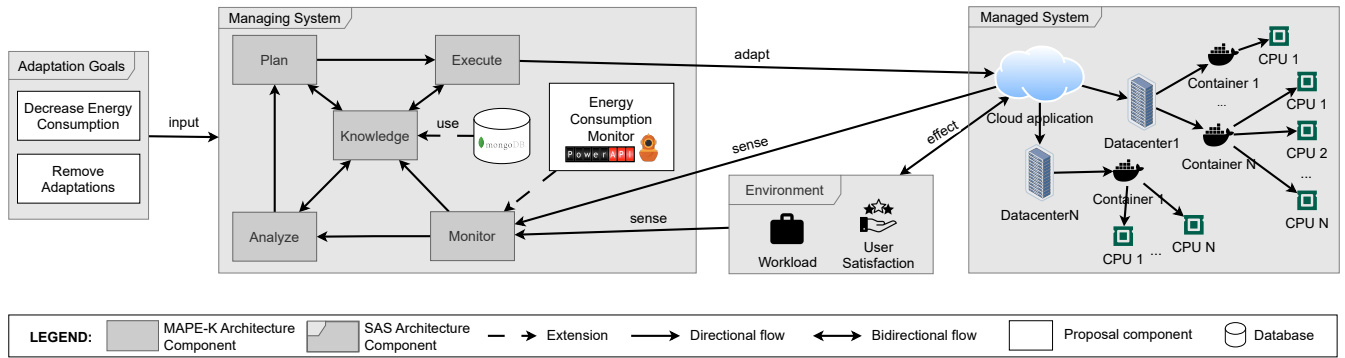 Adaptation Goals
Decrease Energy
Consumption
Remove
Adaptations
input
Managing System
Plan
Execute
Knowledge
use
mongoDB
Energy
Consumption
Monitor
PowerAPI
Analyze
Monitor
adapt
sense
sense
effect
Environment
Workload
User
Satisfaction
Managed System
Cloud application
Datacenter1
DatacenterN
Container 1
...
Container N
CPU 1
CPU 1
CPU 2
...
CPU N
Container 1
CPU 1
...
CPU N
LEGEND:
MAPE-K Architecture
Component
SAS Architecture
Component
Extension
Directional flow
Bidirectional flow
Proposal component
Database